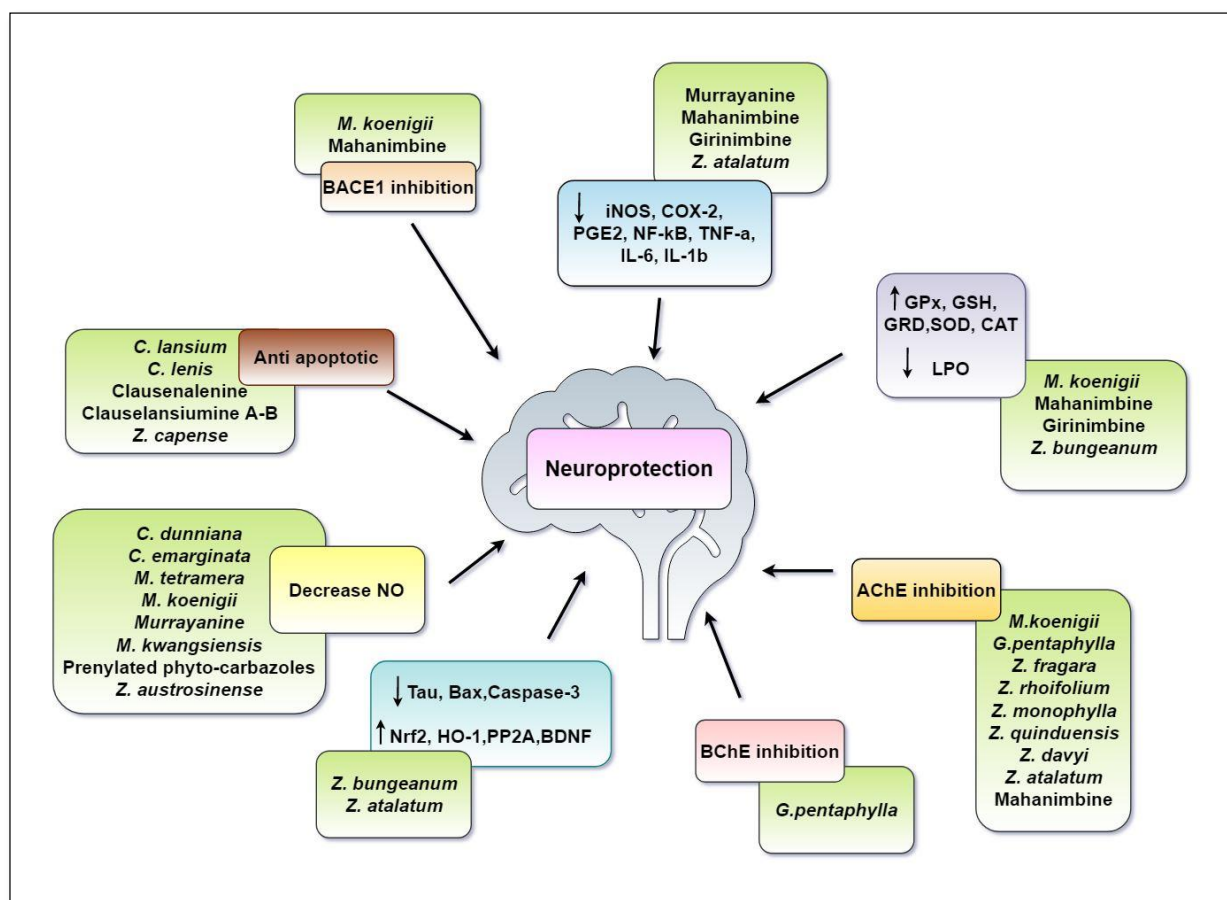 M. koenigii
Mahanimbine
BACE1 inhibition
Murrayanine
Mahanimbine
Girinimbine
Z. atalatum
↓ iNOS, COX-2,
PGE2, NF-kB, TNF-a,
IL-6, IL-1b
↑ GPx, GSH,
GRD,SOD, CAT
↓ LPO
M. koenigii
Mahanimbine
Girinimbine
Z. bungeanum
C. lansium
C. lenis
Clausenalenine
Clauselansiumine A-B
Z. capense
Anti apoptotic
Neuroprotection
C. dunniana
C. emarginata
M. tetramera
M. koenigii
Murrayanine
M. kwangsiensis
Prenylated phyto-carbazoles
Z. austrosinense
Decrease NO
↓ Tau, Bax,Caspase-3
↑ Nrf2, HO-1,PP2A,BDNF
Z. bungeanum
Z. atalatum
BChE inhibition
G.pentaphylla
AChE inhibition
M.koenigii
G.pentaphylla
Z. fragara
Z. rhoifolium
Z. monophylla
Z. quinduensis
Z. davyi
Z. atalatum
Mahanimbine